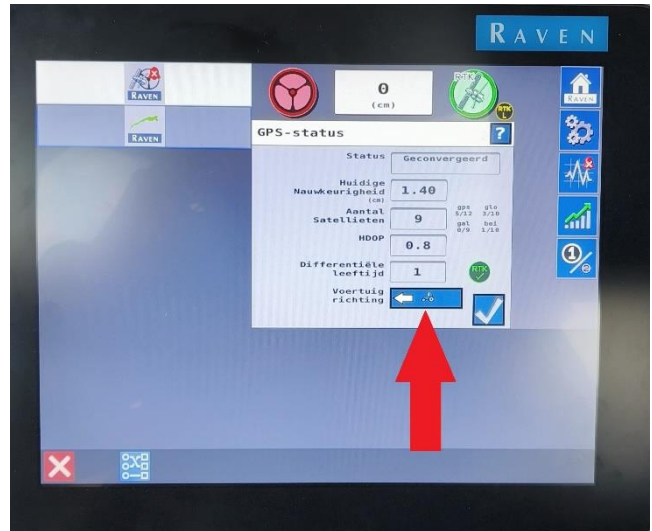 RAVEN
RAVEN
RAVEN
0
(cm)
RTK
RTK
L
RAVEN
GPS-status
?
Status
Geconvergeerd
Huidige
Nauwkeurigheid
(cm)
1.40
Aantal
Satellieten
9
gps glo
5/12 3/10
gal bei
0/0 1/10
HDOP
0.8
Differentiële
leeftijd
1
RTK
Voertuig
richting